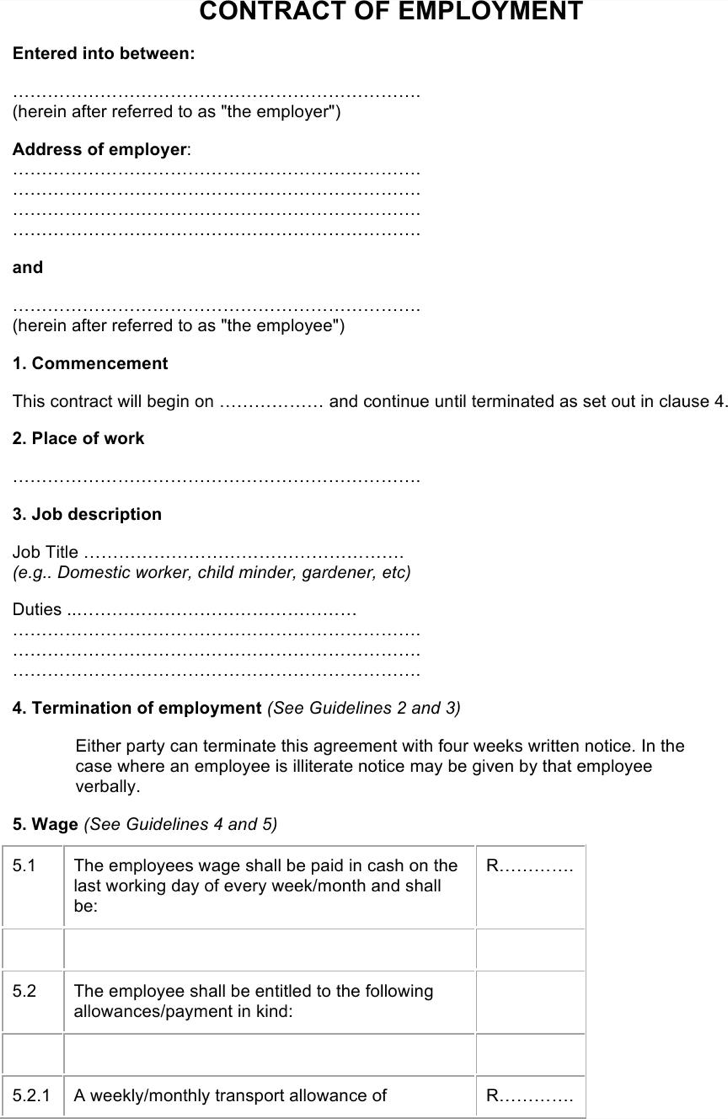 CONTRACT OF EMPLOYMENT
Entered into between:
…………………………………………………………….
(herein after referred to as "the employer")
Address of employer:
…………………………………………………………….
…………………………………………………………….
…………………………………………………………….
…………………………………………………………….
and
…………………………………………………………….
(herein after referred to as "the employee")
1. Commencement
This contract will begin on ……………… and continue until terminated as set out in clause 4.
2. Place of work
…………………………………………………………….
3. Job description
Job Title ………………………………………………
(e.g.. Domestic worker, child minder, gardener, etc)
Duties ..…………………………………………
…………………………………………………………….
…………………………………………………………….
…………………………………………………………….
4. Termination of employment (See Guidelines 2 and 3)
Either party can terminate this agreement with four weeks written notice. In the
case where an employee is illiterate notice may be given by that employee
verbally.
5. Wage (See Guidelines 4 and 5)
5.1 The employees wage shall be paid in cash on the R………….
last working day of every week/month and shall
be:
5.2 The employee shall be entitled to the following
allowances/payment in kind:
5.2.1 A weekly/monthly transport allowance of R………….